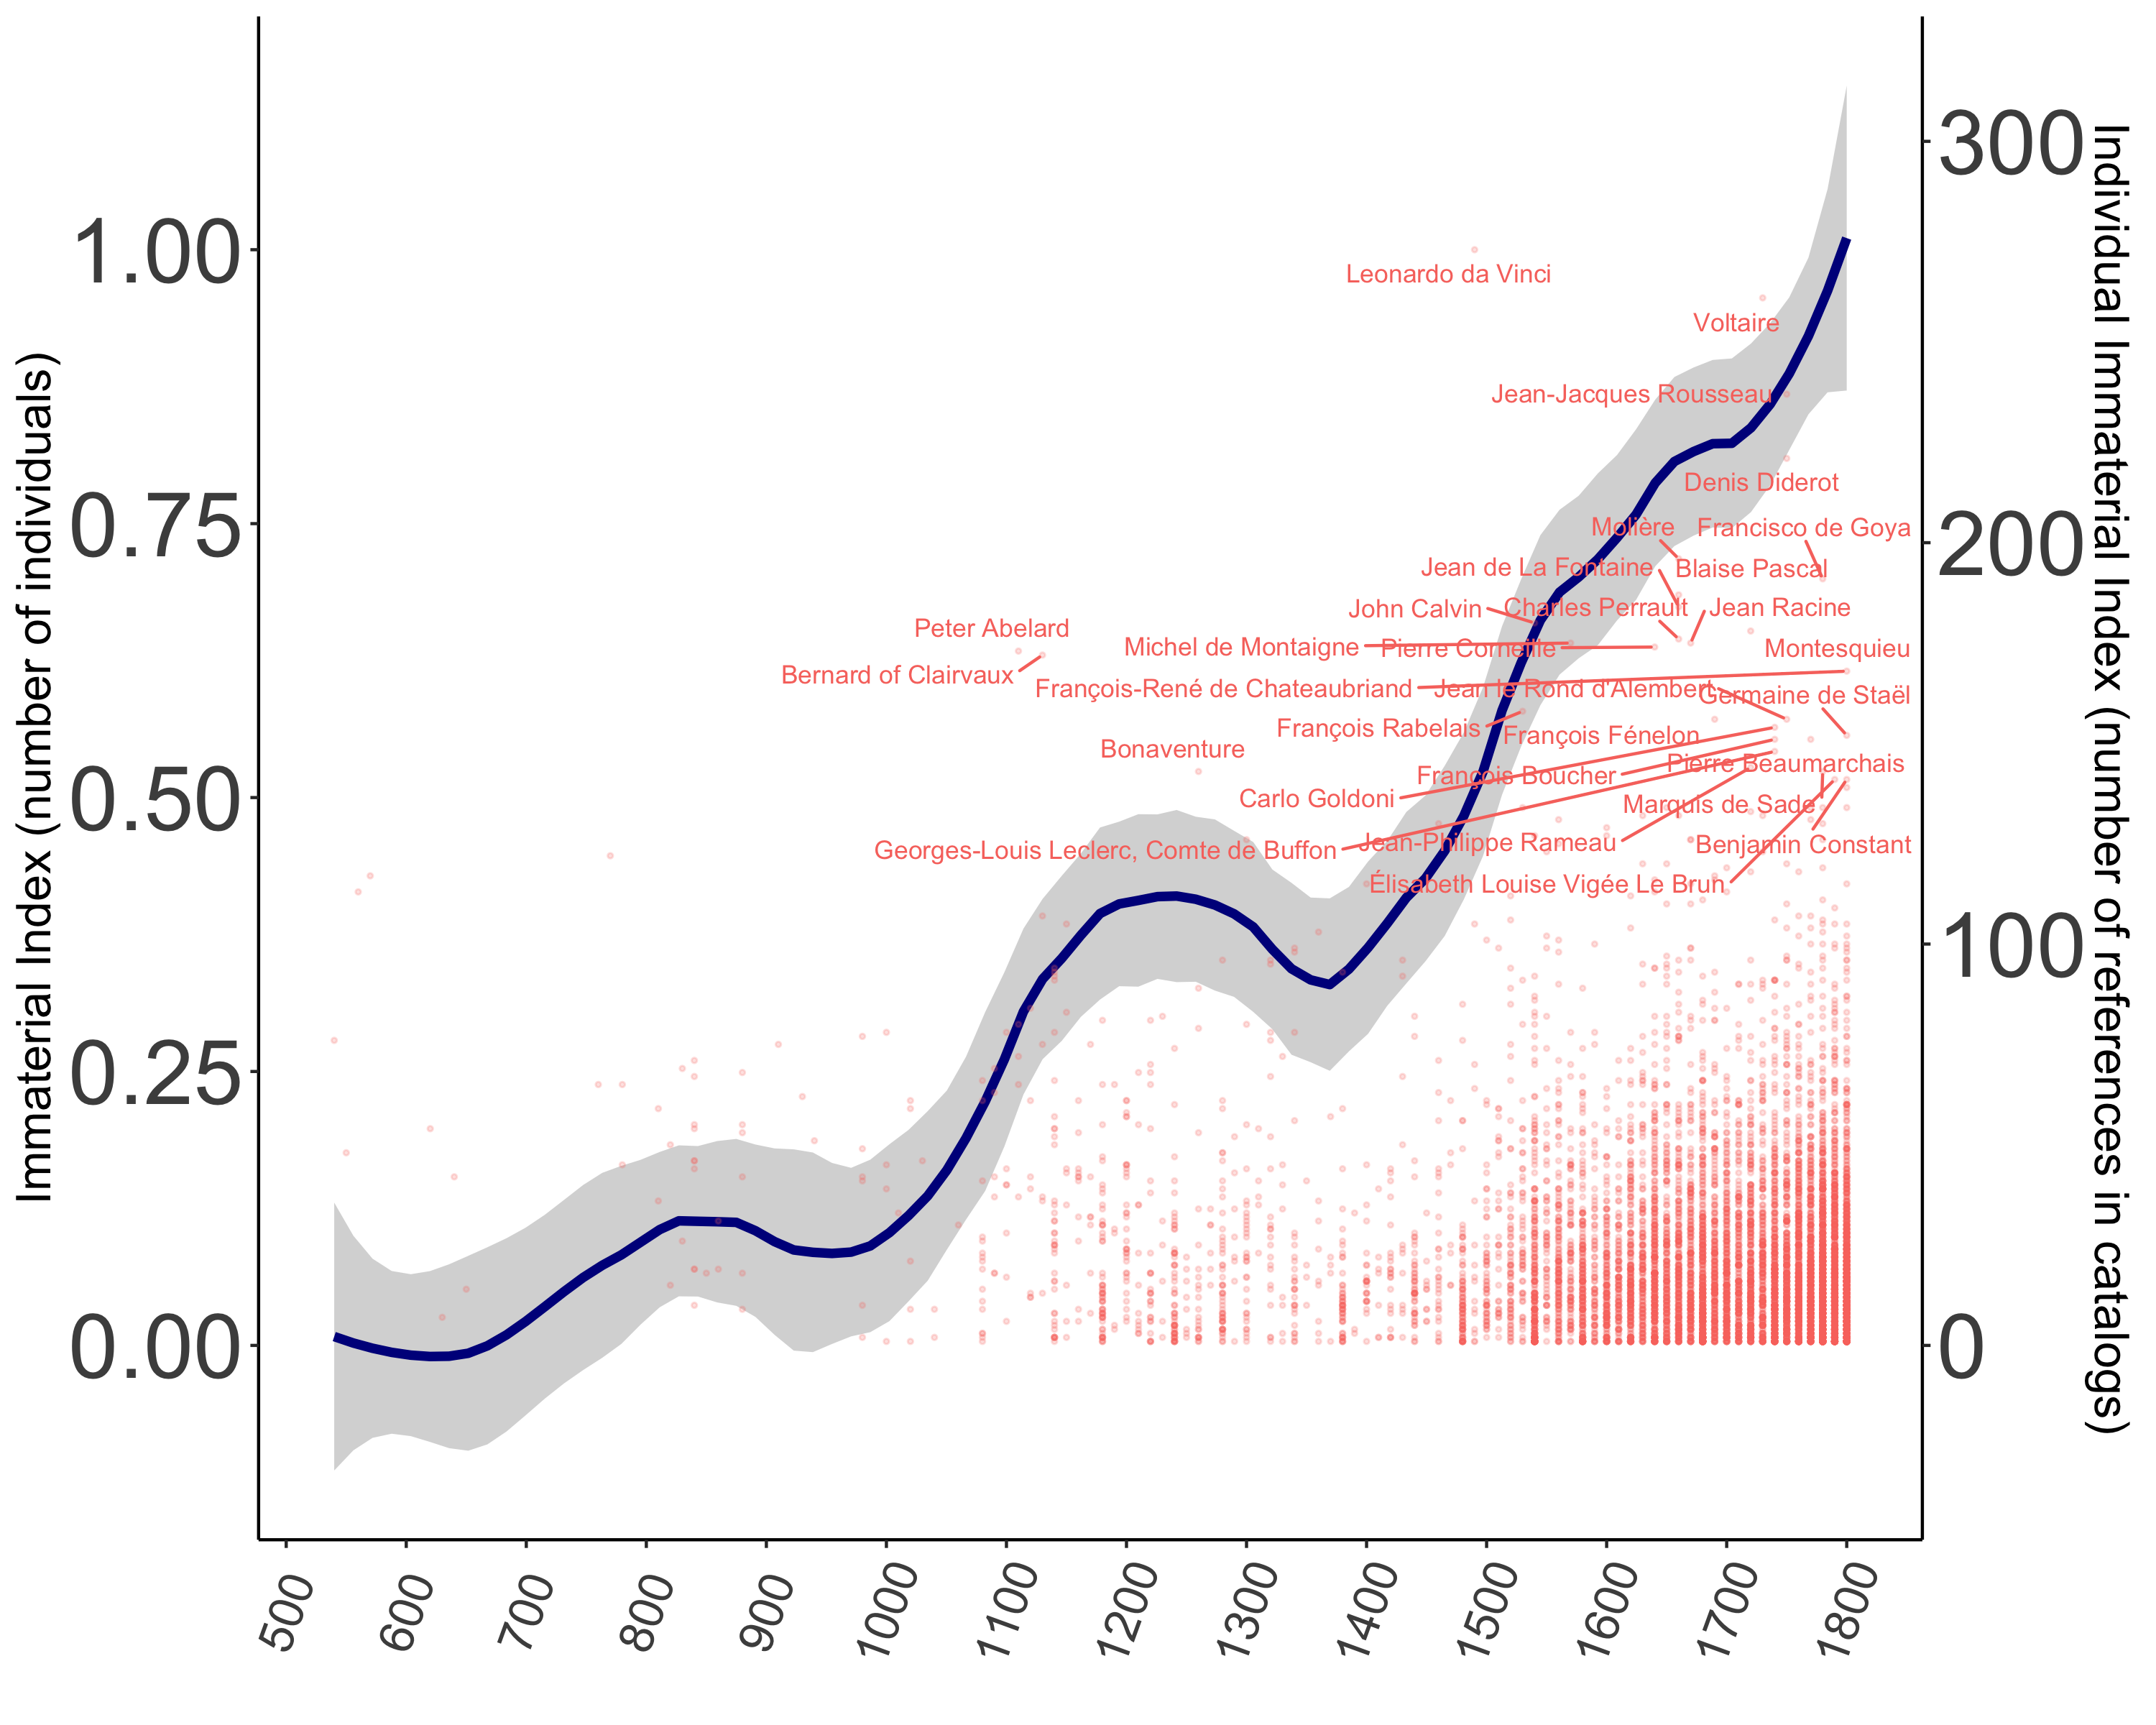 Immaterial Index (number of individuals)
1.00
0.75
0.50
0.25
0.00
Leonardo da Vinci
Voltaire
Jean-Jacques Rousseau
Denis Diderot
Molière
Francisco de Goya
Jean de La Fontaine
Blaise Pascal
John Calvin
Charles Perrault
Jean Racine
Peter Abelard
Michel de Montaigne
Pierre Corneille
Montesquieu
Bernard of Clairvaux
François-René de Chateaubriand
Jean le Rond d'Alembert
Germaine de Staël
François Rabelais
François Fénelon
Bonaventure
Pierre Beaumarchais
François Boucher
Carlo Goldoni
Marquis de Sade
Georges-Louis Leclerc, Comte de Buffon
Jean-Philippe Rameau
Benjamin Constant
Élisabeth Louise Vigée Le Brun
300
200
100
0
Individual Immaterial Index (number of references in catalogs)
500
600
700
800
900
1000
1100
1200
1300
1400
1500
1600
1700
1800